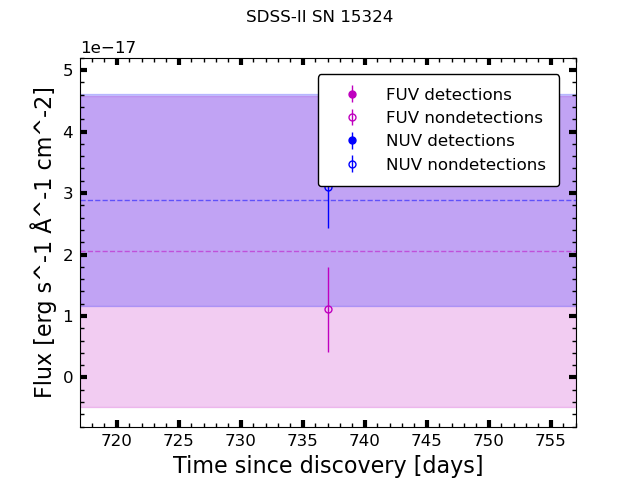 SDSS-II SN 15324
1e−17
5
4
3
2
1
0
Flux [erg s^-1 Å^-1 cm^-2]
FUV detections
FUV nondetections
NUV detections
NUV nondetections
720 725 730 735 740 745 750 755
Time since discovery [days]